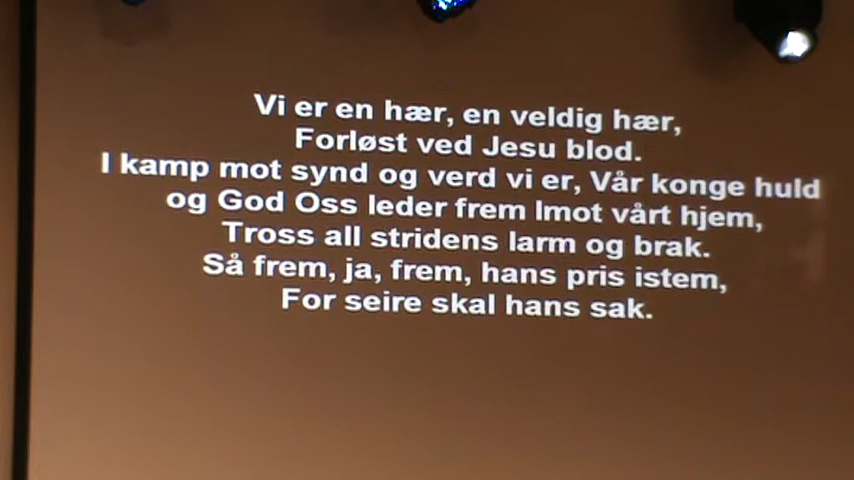 Vi er en hær, en veldig hær,
Forløst ved Jesu blod.
I kamp mot synd og verd vi er, Vår konge huld
og God Oss leder frem Imot vårt hjem,
Tross all stridens larm og brak.
Så frem, ja, frem, hans pris istem,
For seire skal hans sak.